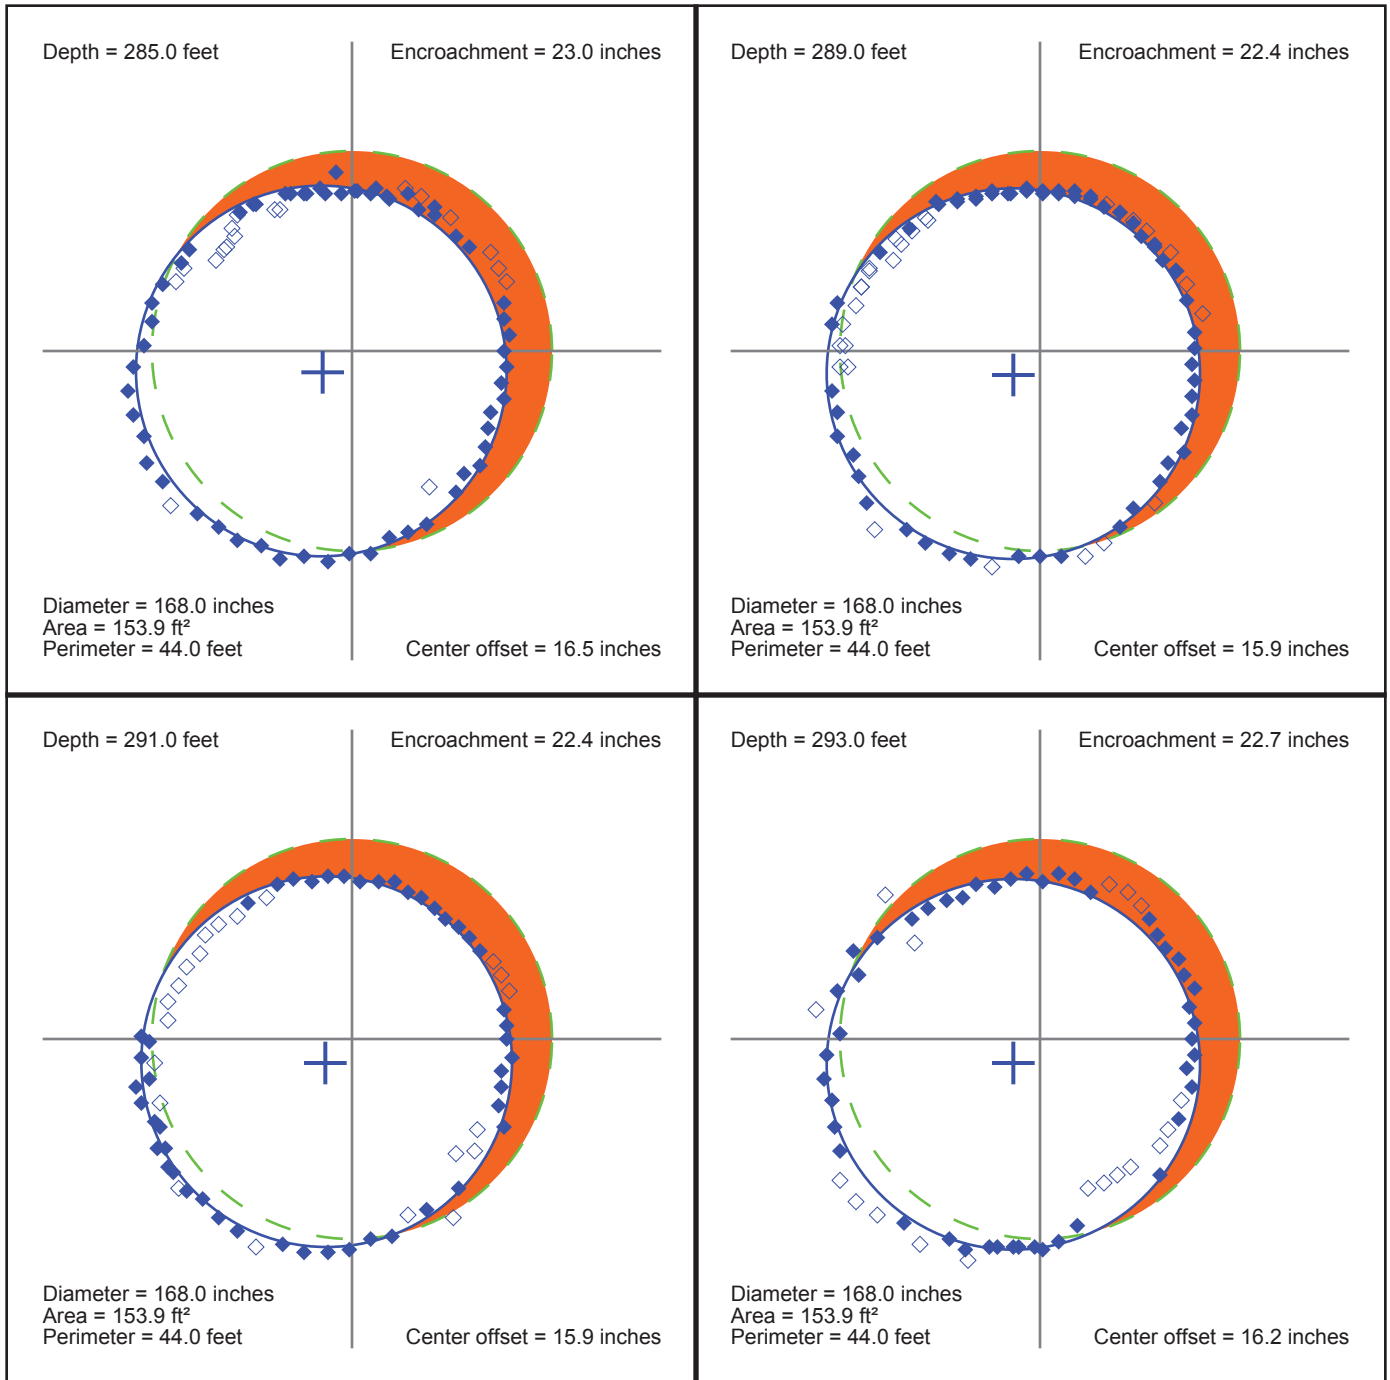 Depth = 285.0 feet
Encroachment = 23.0 inches
Diameter = 168.0 inches
Area = 153.9 ft²
Perimeter = 44.0 feet
Center offset = 16.5 inches
Depth = 289.0 feet
Encroachment = 22.4 inches
Diameter = 168.0 inches
Area = 153.9 ft²
Perimeter = 44.0 feet
Center offset = 15.9 inches
Depth = 291.0 feet
Encroachment = 22.4 inches
Diameter = 168.0 inches
Area = 153.9 ft²
Perimeter = 44.0 feet
Center offset = 15.9 inches
Depth = 293.0 feet
Encroachment = 22.7 inches
Diameter = 168.0 inches
Area = 153.9 ft²
Perimeter = 44.0 feet
Center offset = 16.2 inches